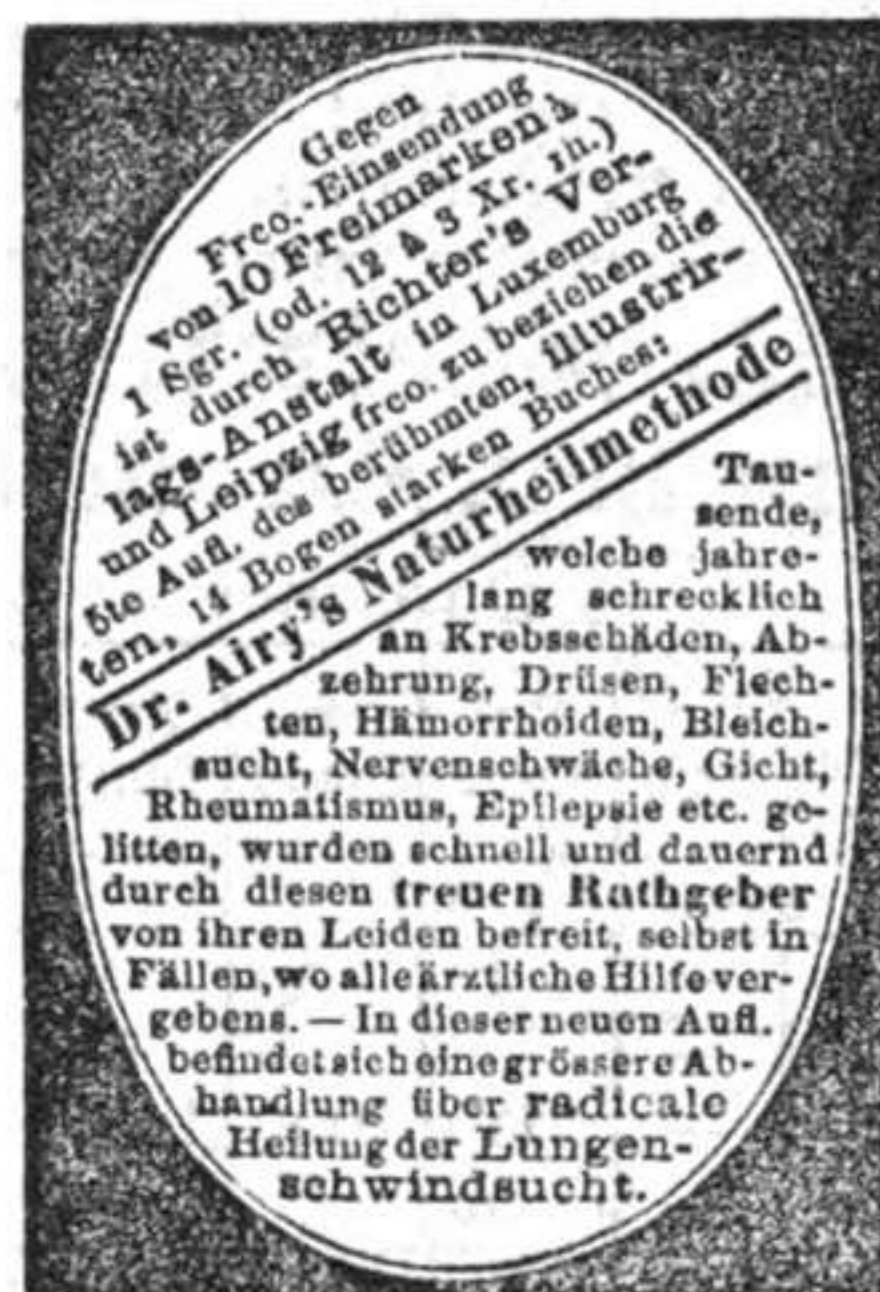 Gegen
Frco.-Einsendung
von 10 Freimarken à
1 Sgr. (od. 12 à 3 Xr. rh.)
ist durch Richter's Ver-
lags-Anstalt in Luxemburg
und Leipzig frco. zu beziehen die
5te Aufl. des berühmten, illustrir-
ten, 14 Bogen starken Buches:
Dr. Airy's Naturheilmethode
Tau-
sende,
welche jahre-
lang schrecklich
an Krebsschäden, Ab-
zehrung, Drüsen, Flech-
ten, Hämorrhoiden, Bleich-
sucht, Nervenschwäche, Gicht,
Rheumatismus, Epilepsie etc. ge-
litten, wurden schnell und dauernd
durch diesen treuen Rathgeber
von ihren Leiden befreit, selbst in
Fällen, wo alle ärztliche Hilfe ver-
gebens. — In dieser neuen Aufl.
befindet sich eine grössere Ab-
handlung über radicale
Heilung der Lungen-
schwindsucht.